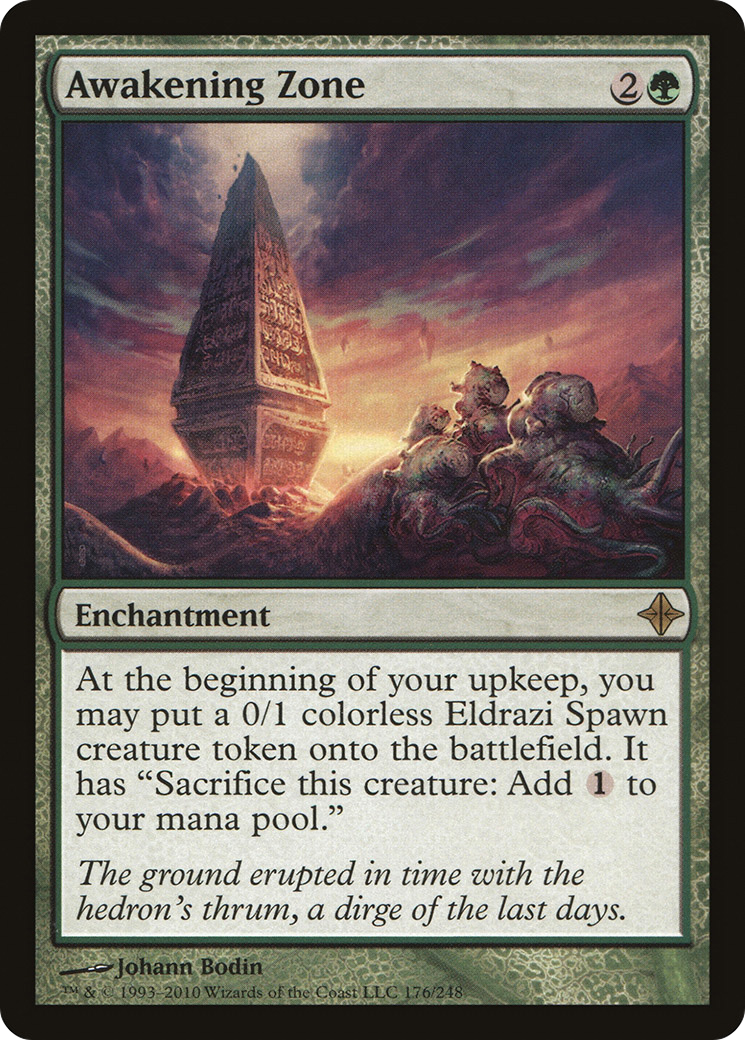 Awakening Zone 2
Enchantment
At the beginning of your upkeep, you
may put a 0/1 colorless Eldrazi Spawn
creature token onto the battlefield. It
has “Sacrifice this creature: Add 1 to
your mana pool.”
The ground erupted in time with the
hedron’s thrum, a dirge of the last days.
Johann Bodin
™ & © 1993–2010 Wizards of the Coast LLC 176/248